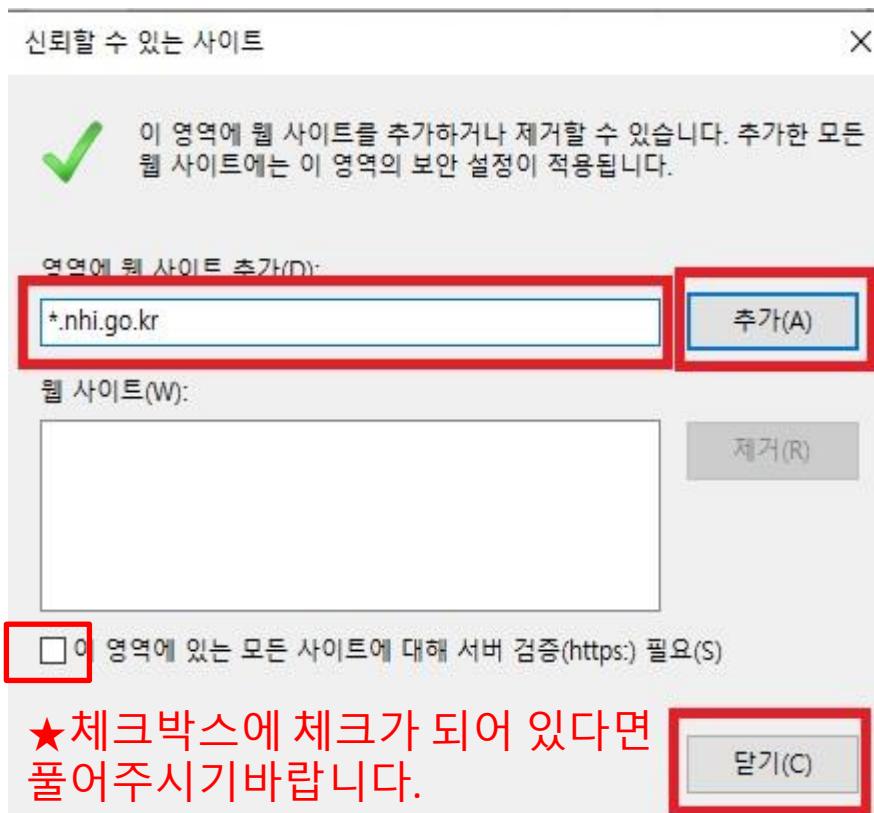 신뢰할 수 있는 사이트
이 영역에 웹 사이트를 추가하거나 제거할 수 있습니다. 추가한 모든
웹 사이트에는 이 영역의 보안 설정이 적용됩니다.
영역에 웹 사이트 추가(D):
*.nhi.go.kr
추가(A)
웹 사이트(W):
제거(R)
이 영역에 있는 모든 사이트에 대해 서버 검증(https:) 필요(S)
★체크박스에 체크가 되어 있다면
풀어주시기바랍니다.
닫기(C)